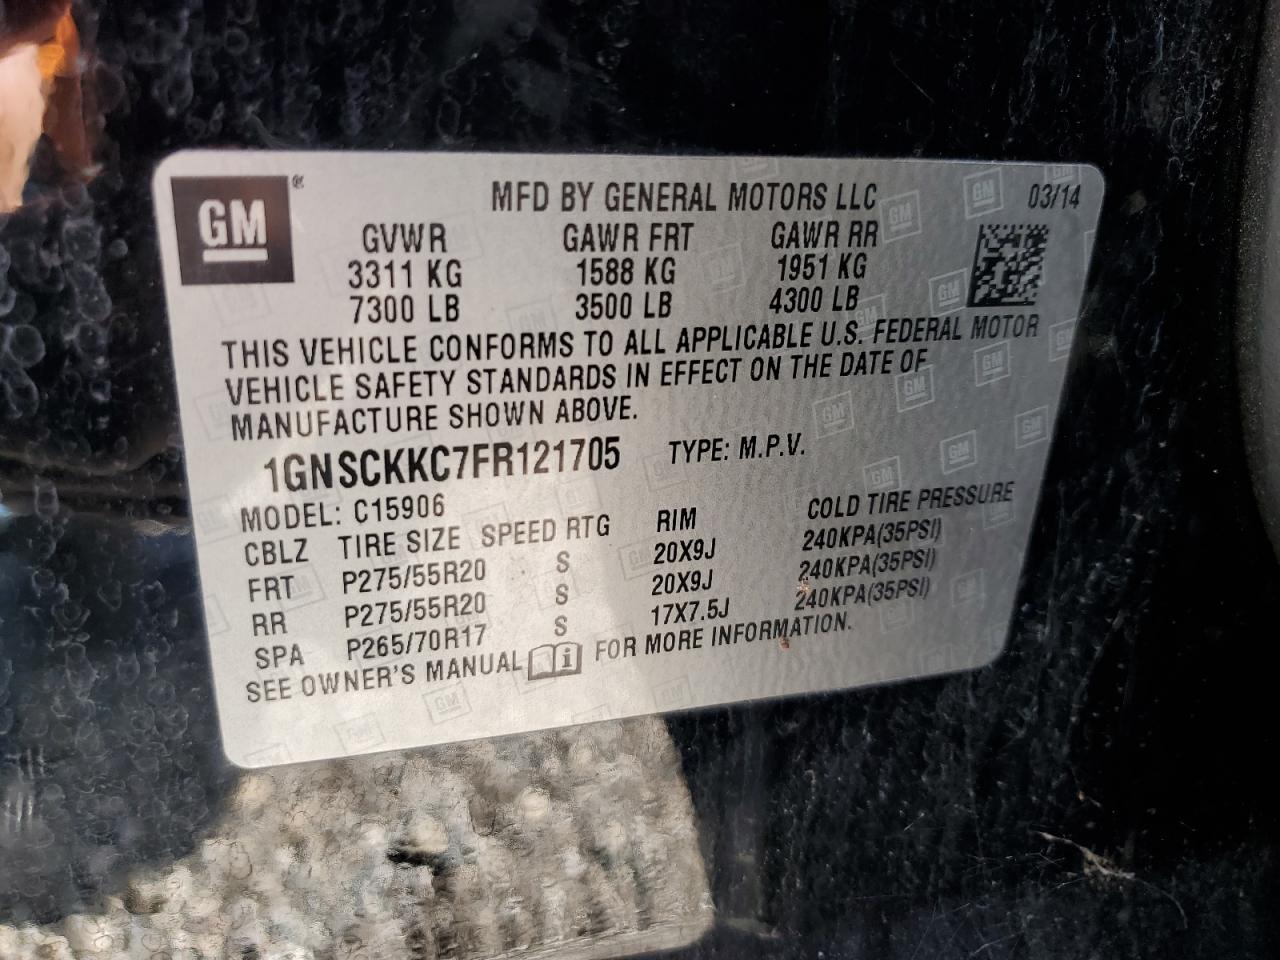 GM® MFD BY GENERAL MOTORS LLC 03/14
GVWR GAWR FRT GAWR RR
3311 KG 1588 KG 1951 KG
7300 LB 3500 LB 4300 LB
THIS VEHICLE CONFORMS TO ALL APPLICABLE U.S. FEDERAL MOTOR
VEHICLE SAFETY STANDARDS IN EFFECT ON THE DATE OF
MANUFACTURE SHOWN ABOVE.
1GNSCKKC7FR121705 TYPE: M.P.V.
MODEL: C15906
CBLZ TIRE SIZE SPEED RTG RIM COLD TIRE PRESSURE
FRT P275/55R20 S 20X9J 240KPA(35PSI)
RR P275/55R20 S 20X9J 240KPA(35PSI)
SPA P265/70R17 S 17X7.5J 240KPA(35PSI)
SEE OWNER'S MANUAL FOR MORE INFORMATION.